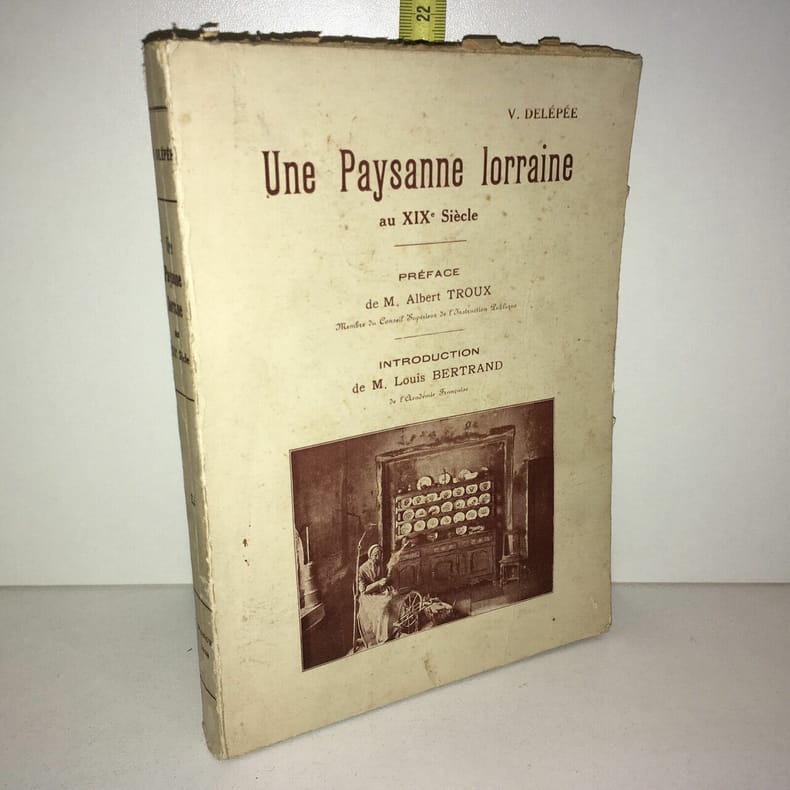 22
V. DELÉPÉE
Une Paysanne lorraine
au XIXᵉ Siècle
PRÉFACE
de M. Albert TROUX
Membre du Conseil Supérieur de l'Instruction Publique
INTRODUCTION
de M. Louis BERTRAND
de l'Académie Française